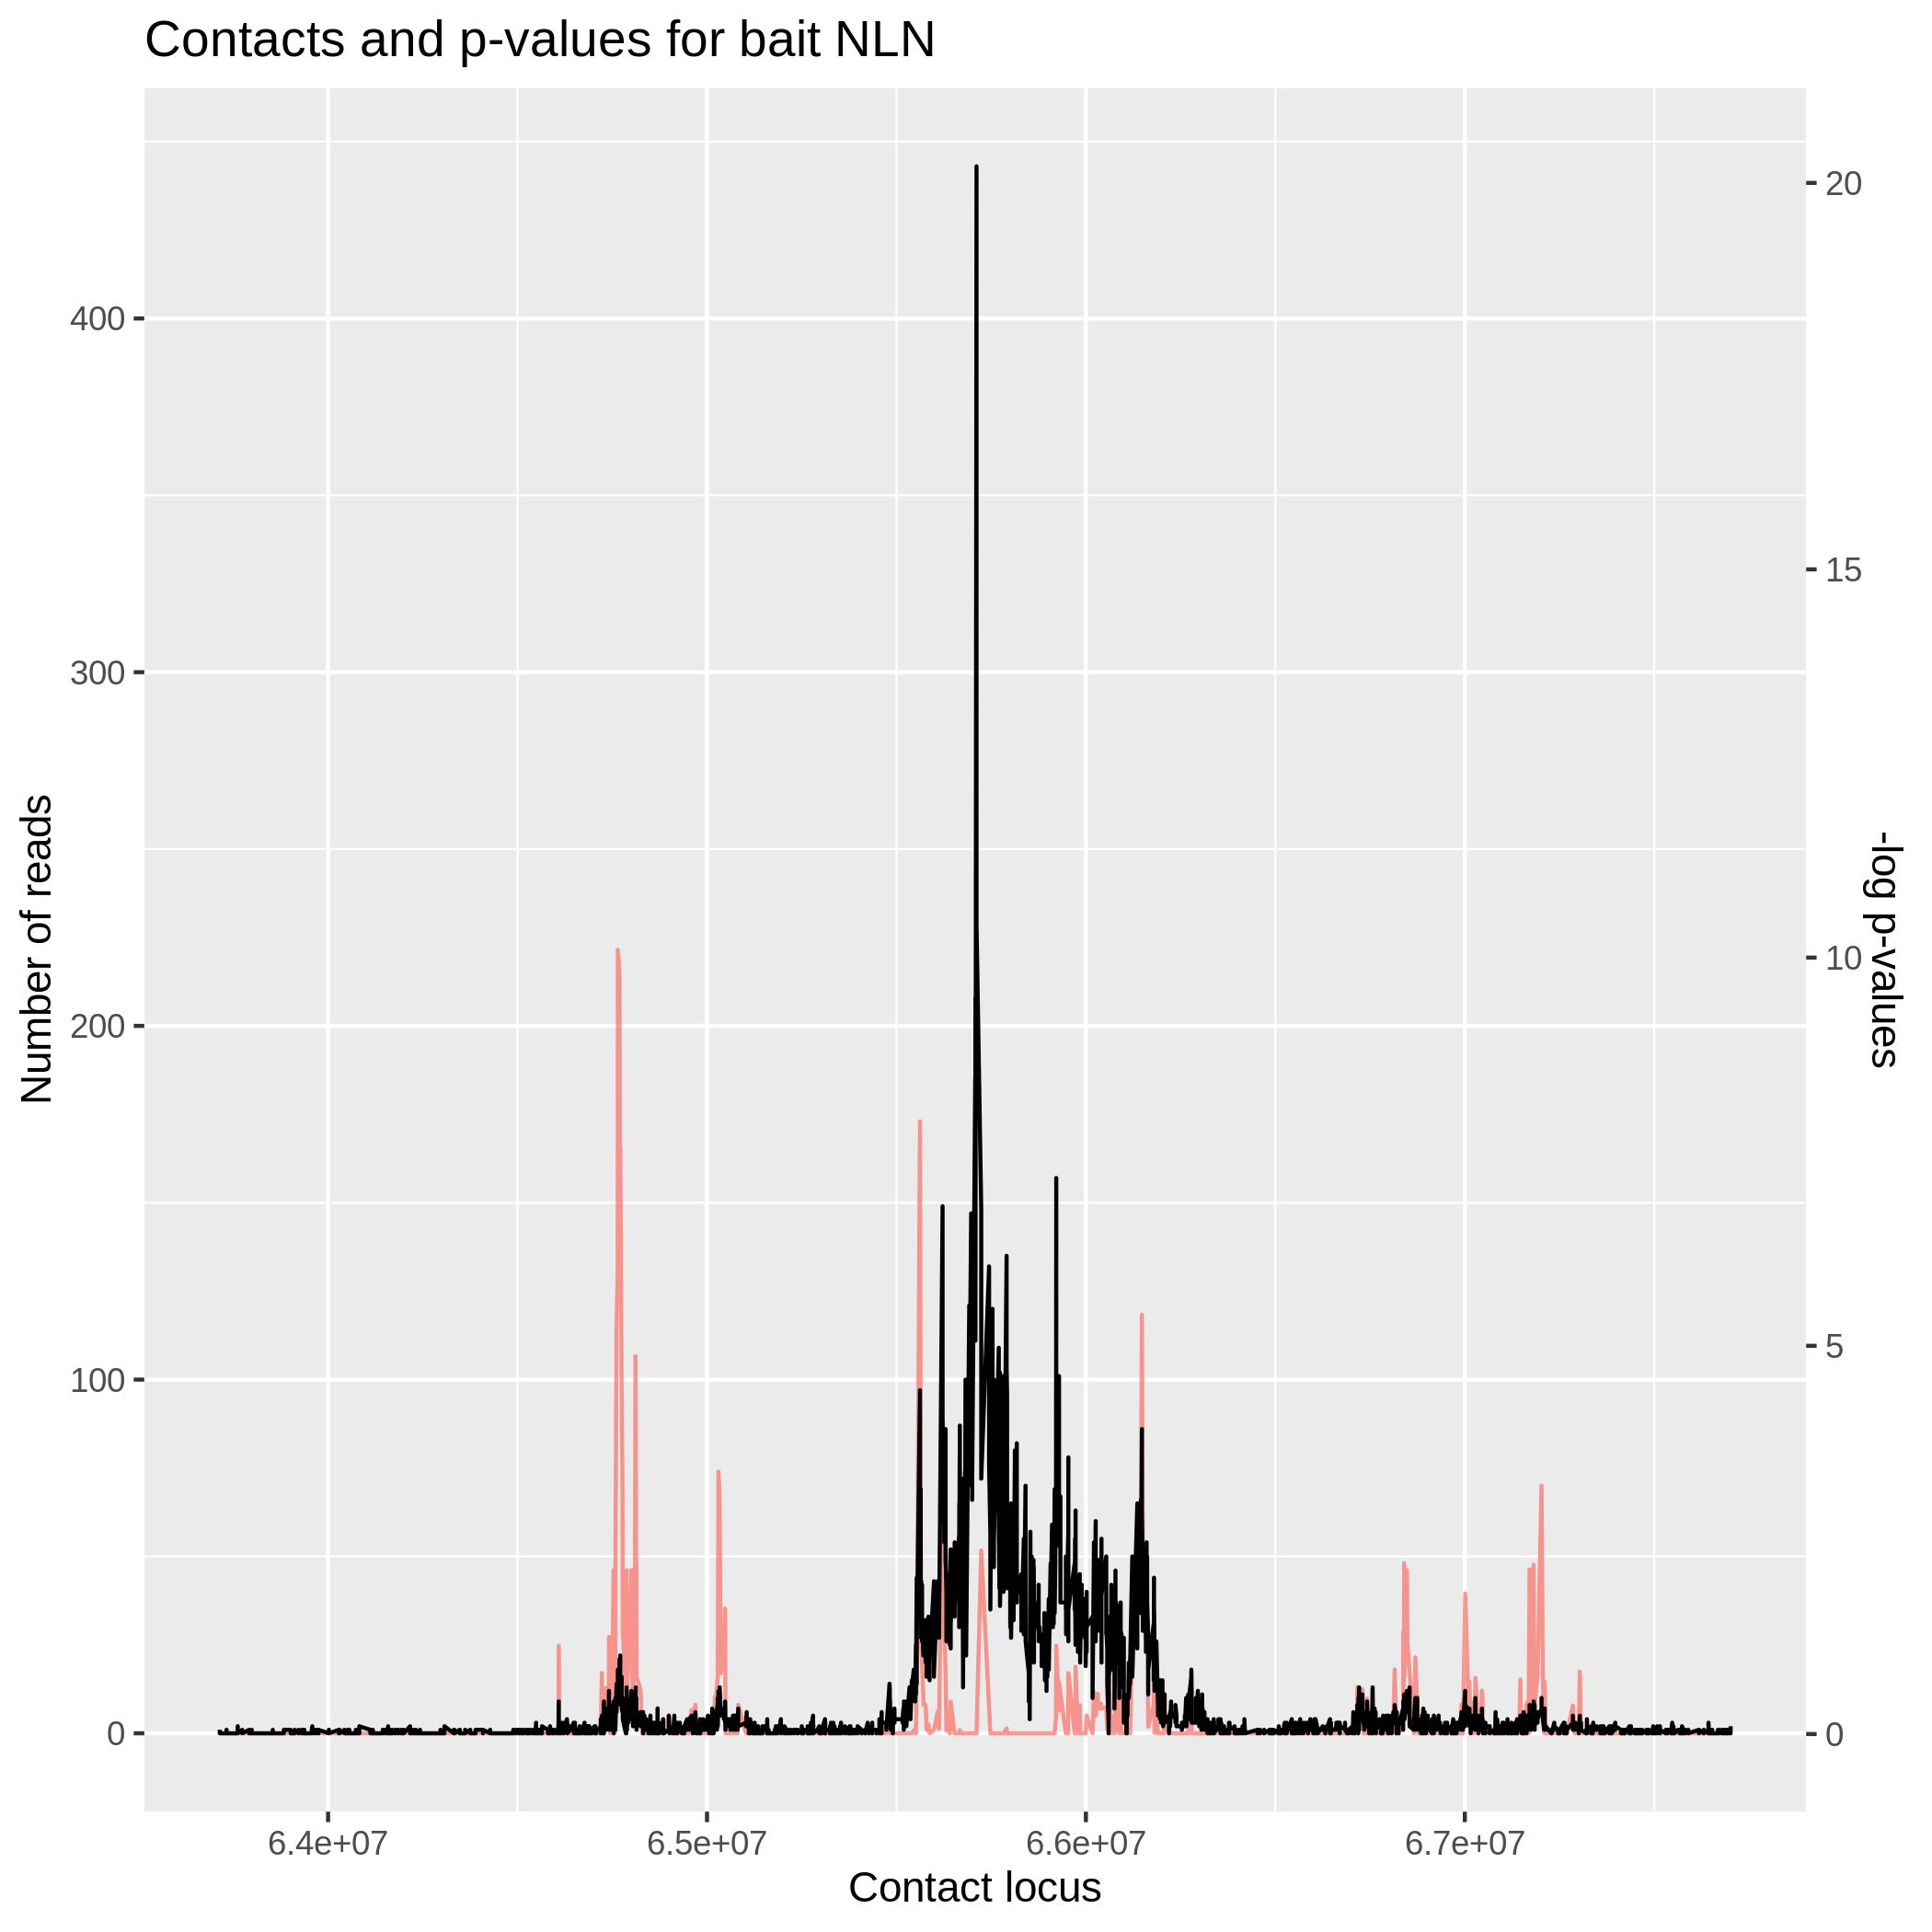 Contacts and p-values for bait NLN
Number of reads
400
300
200
100
0
20
15
10
5
0
-log p-values
6.4e+07
6.5e+07
6.6e+07
6.7e+07
Contact locus